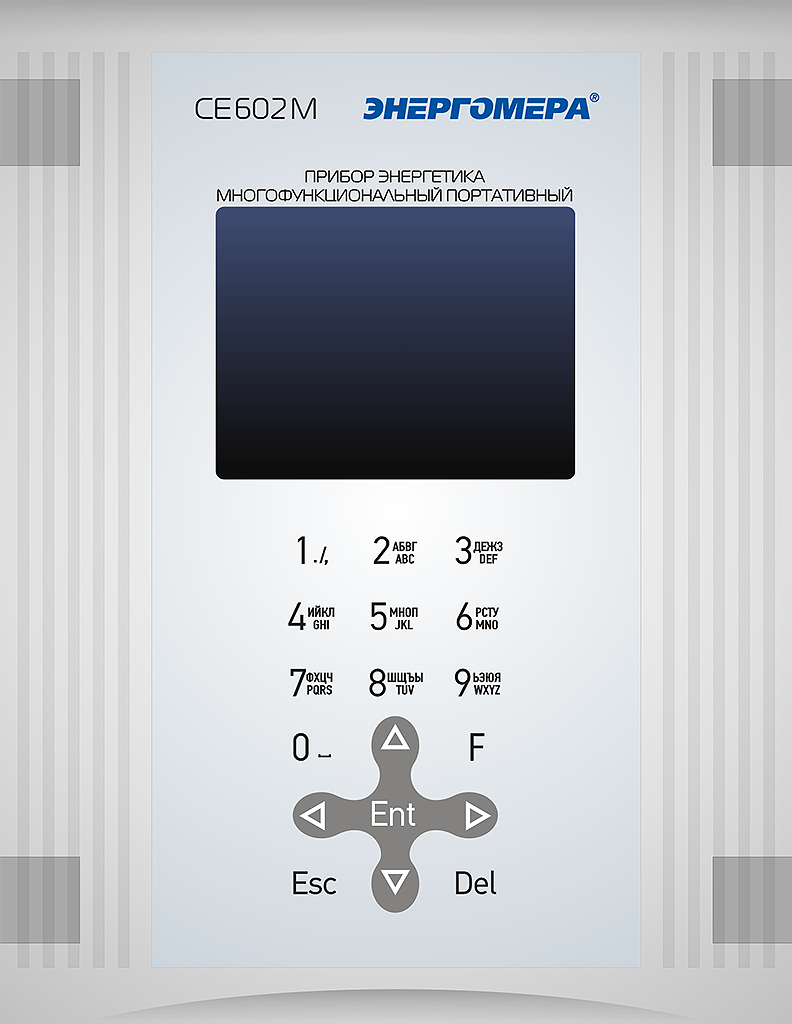 CE602M ЭНЕРГОМЕРА®
ПРИБОР ЭНЕРГЕТИКА
МНОГОФУНКЦИОНАЛЬНЫЙ ПОРТАТИВНЫЙ
1 ./, 2 АБВГ ABC 3 ДЕЖЗ DEF
4 ИЙКЛ GHI 5 МНОП JKL 6 РСТУ MNO
7 ФХЦЧ PQRS 8 ШЩЪЫ TUV 9 ЬЭЮЯ WXYZ
0 ⎵ F
Ent
Esc Del